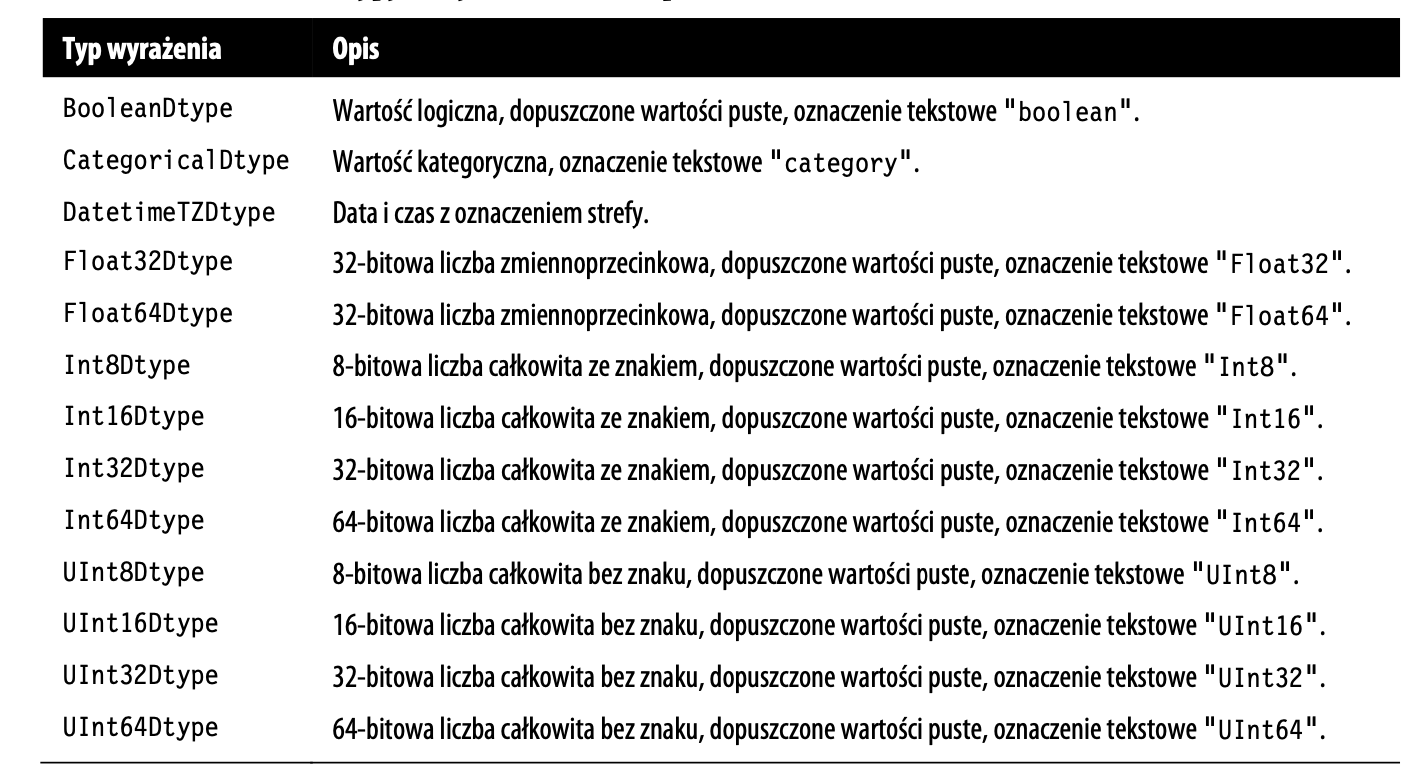 Typ wyrażenia Opis
BooleanDtype Wartość logiczna, dopuszczone wartości puste, oznaczenie tekstowe "boolean".
CategoricalDtype Wartość kategoryczna, oznaczenie tekstowe "category".
DatetimeTZDtype Data i czas z oznaczeniem strefy.
Float32Dtype 32-bitowa liczba zmiennoprzecinkowa, dopuszczone wartości puste, oznaczenie tekstowe "Float32".
Float64Dtype 32-bitowa liczba zmiennoprzecinkowa, dopuszczone wartości puste, oznaczenie tekstowe "Float64".
Int8Dtype 8-bitowa liczba całkowita ze znakiem, dopuszczone wartości puste, oznaczenie tekstowe "Int8".
Int16Dtype 16-bitowa liczba całkowita ze znakiem, dopuszczone wartości puste, oznaczenie tekstowe "Int16".
Int32Dtype 32-bitowa liczba całkowita ze znakiem, dopuszczone wartości puste, oznaczenie tekstowe "Int32".
Int64Dtype 64-bitowa liczba całkowita ze znakiem, dopuszczone wartości puste, oznaczenie tekstowe "Int64".
UInt8Dtype 8-bitowa liczba całkowita bez znaku, dopuszczone wartości puste, oznaczenie tekstowe "UInt8".
UInt16Dtype 16-bitowa liczba całkowita bez znaku, dopuszczone wartości puste, oznaczenie tekstowe "UInt16".
UInt32Dtype 32-bitowa liczba całkowita bez znaku, dopuszczone wartości puste, oznaczenie tekstowe "UInt32".
UInt64Dtype 64-bitowa liczba całkowita bez znaku, dopuszczone wartości puste, oznaczenie tekstowe "UInt64".